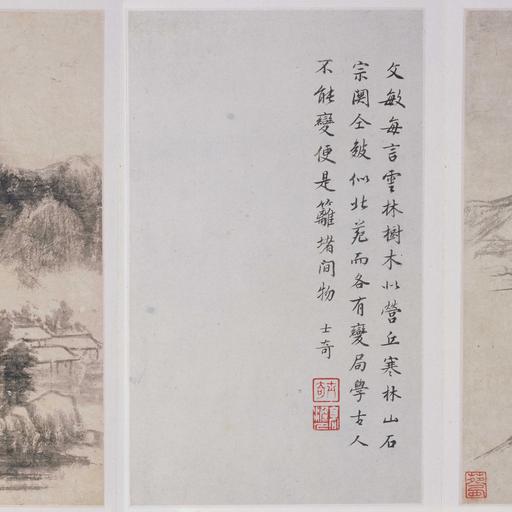 文敏每言雲林樹木似營丘寒林山石
宗関仝皴似北苑而各有變局學古人
不能變便是籬堵间物
士奇